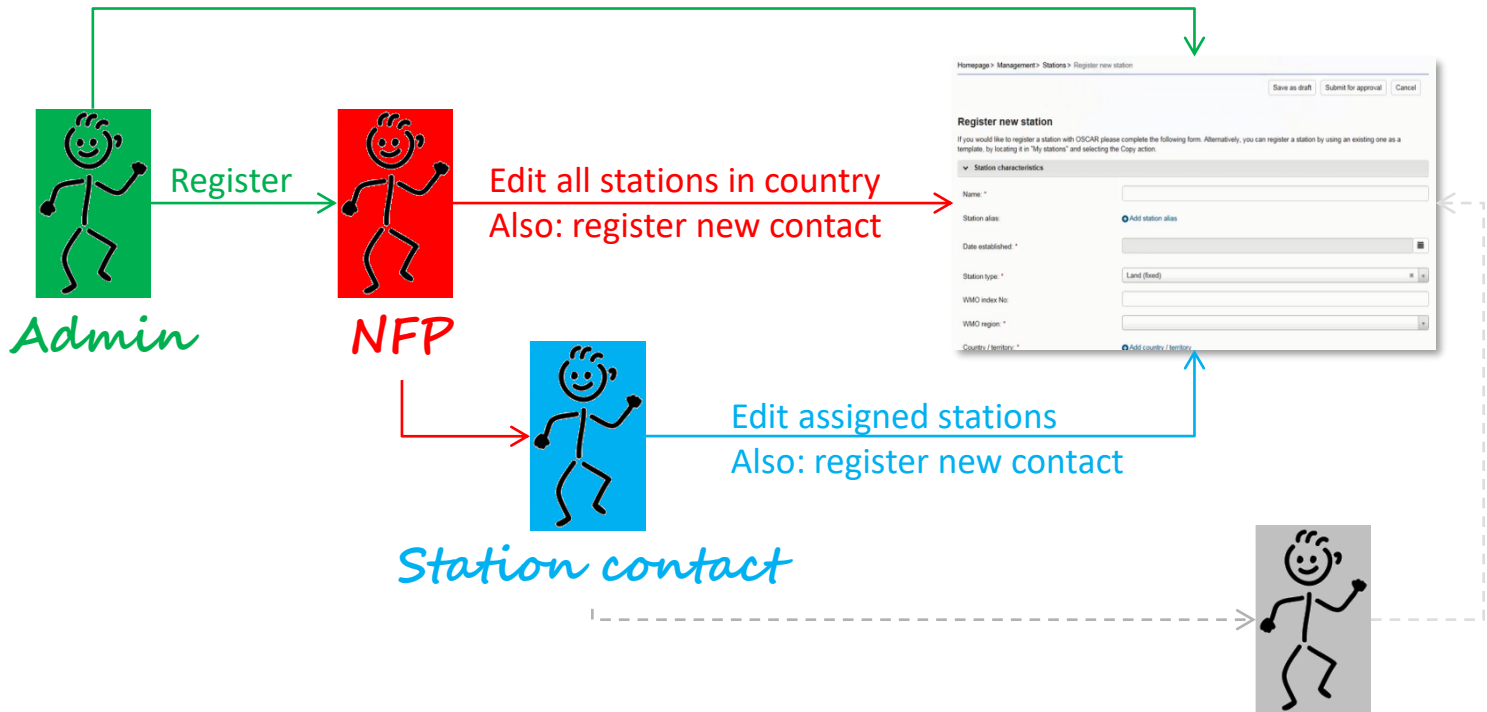 Homepage> Management> Stations> Register new station
Save as draft Submit for approval Cancel
Register new station
If you would like to register a station with OSCAR please complete the following form. Alternatively, you can register a station by using an existing one as a
template, by locating it in "My stations" and selecting the Copy action.
Station characteristics
Name: *
Station alias: Add station alias
Date established: *
Station type: * Land (fixed)
WMO index No:
WMO region: *
Country / territory: * Add country / territory
Register
Edit all stations in country
Also: register new contact
Admin
NFP
Edit assigned stations
Also: register new contact
Station contact